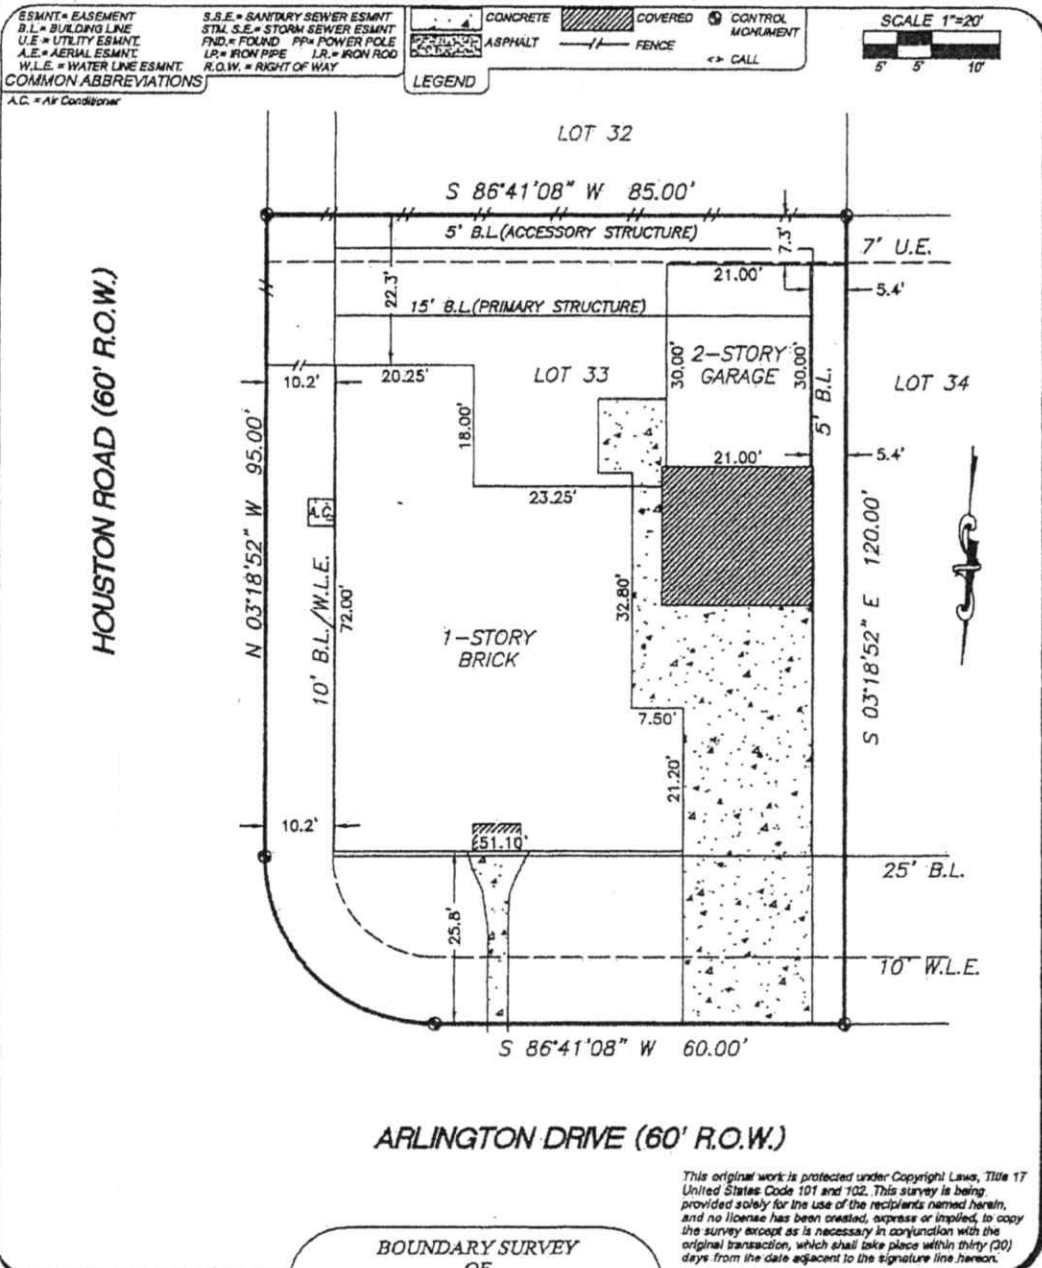 ESMNT.= EASEMENT
B.L.= BUILDING LINE
U.E = UTILITY ESMNT.
A.E.= AERIAL ESMNT.
W.L.E. = WATER LINE ESMNT.
COMMON ABBREVIATIONS
A.C. = Air Conditioner
S.S.E.= SANITARY SEWER ESMNT
STM. S.E.= STORM SEWER ESMNT
FND.= FOUND PP= POWER POLE
I.P.= IRON PIPE I.R.= IRON ROD
R.O.W. = RIGHT OF WAY
CONCRETE
COVERED
CONTROL
MONUMENT
ASPHALT
FENCE
<> CALL
LEGEND
SCALE 1"=20'
5' 5' 10'
LOT 32
S 86°41'08" W 85.00'
5' B.L.(ACCESSORY STRUCTURE)
7.3'
7' U.E.
21.00'
5.4'
22.3'
15' B.L.(PRIMARY STRUCTURE)
HOUSTON ROAD (60' R.O.W.)
N 03°18'52" W 95.00'
10.2'
20.25'
LOT 33
30.00'
2-STORY
GARAGE
30.00'
5' B.L.
LOT 34
18.00'
21.00'
5.4'
23.25'
A.C.
10' B.L./W.L.E.
72.00'
32.80'
1-STORY
BRICK
S 03°18'52" E 120.00'
7.50'
21.20'
10.2'
51.10'
25' B.L.
25.8'
10' W.L.E.
S 86°41'08" W 60.00'
ARLINGTON DRIVE (60' R.O.W.)
This original work is protected under Copyright Laws, Title 17
United States Code 101 and 102. This survey is being
provided solely for the use of the recipients named herein,
and no license has been created, express or implied, to copy
the survey except as is necessary in conjunction with the
original transaction, which shall take place within thirty (30)
days from the date adjacent to the signature line hereon.
BOUNDARY SURVEY
OF